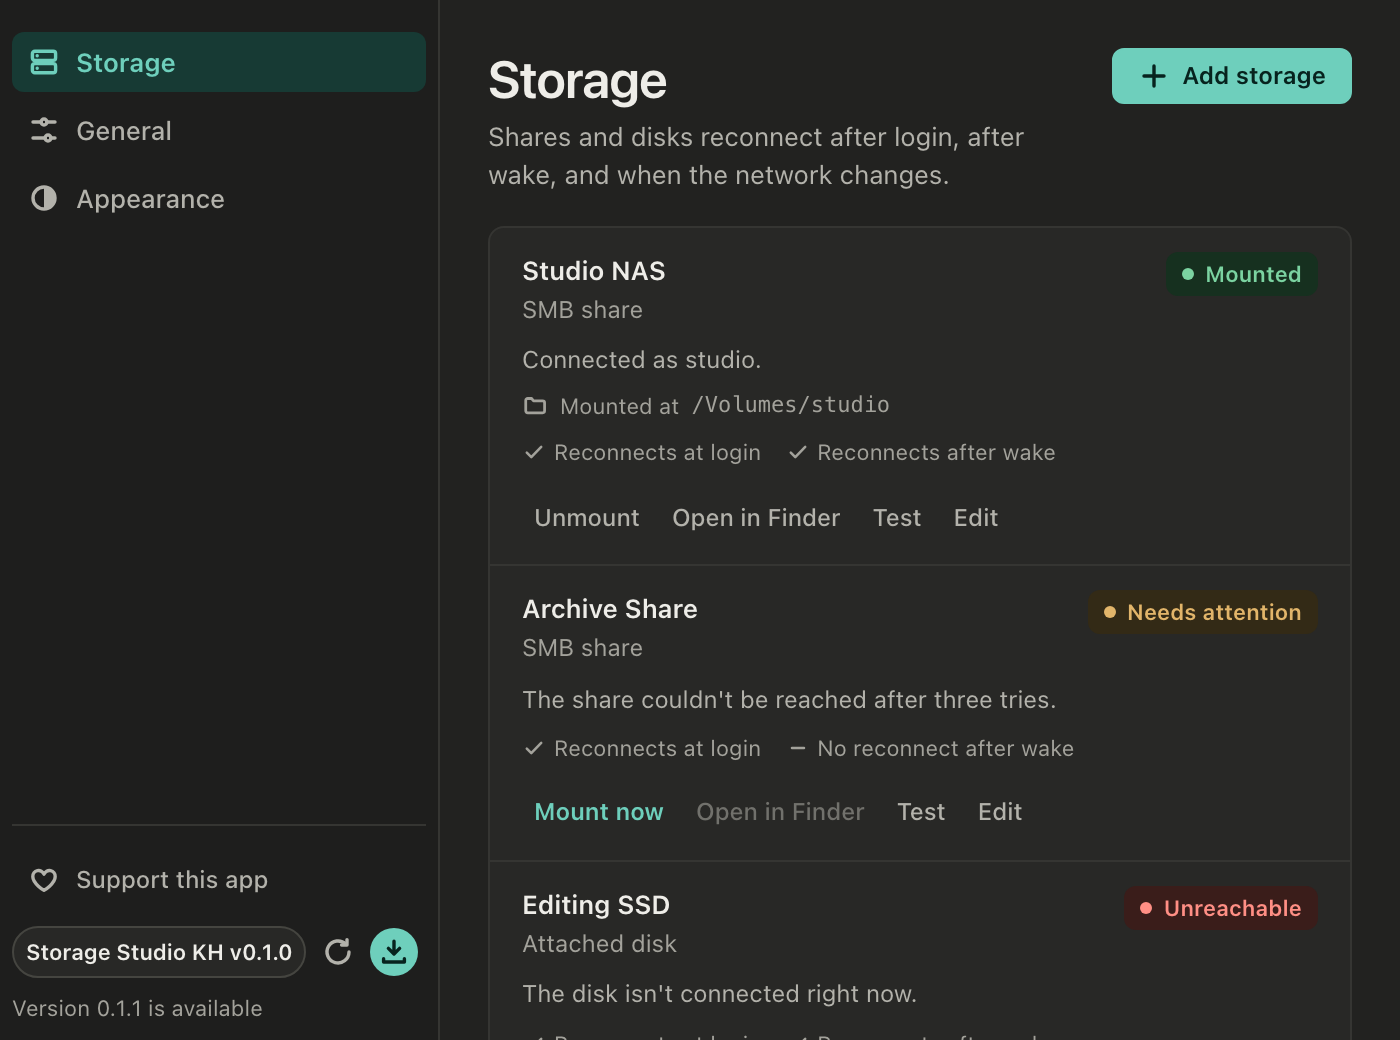 Storage
General
Appearance
Support this app
Storage Studio KH v0.1.0
Version 0.1.1 is available
Storage
Add storage
Shares and disks reconnect after login, after
wake, and when the network changes.
Studio NAS
Mounted
SMB share
Connected as studio.
Mounted at /Volumes/studio
Reconnects at login Reconnects after wake
Unmount Open in Finder Test Edit
Archive Share
Needs attention
SMB share
The share couldn't be reached after three tries.
Reconnects at login No reconnect after wake
Mount now Open in Finder Test Edit
Editing SSD
Unreachable
Attached disk
The disk isn't connected right now.